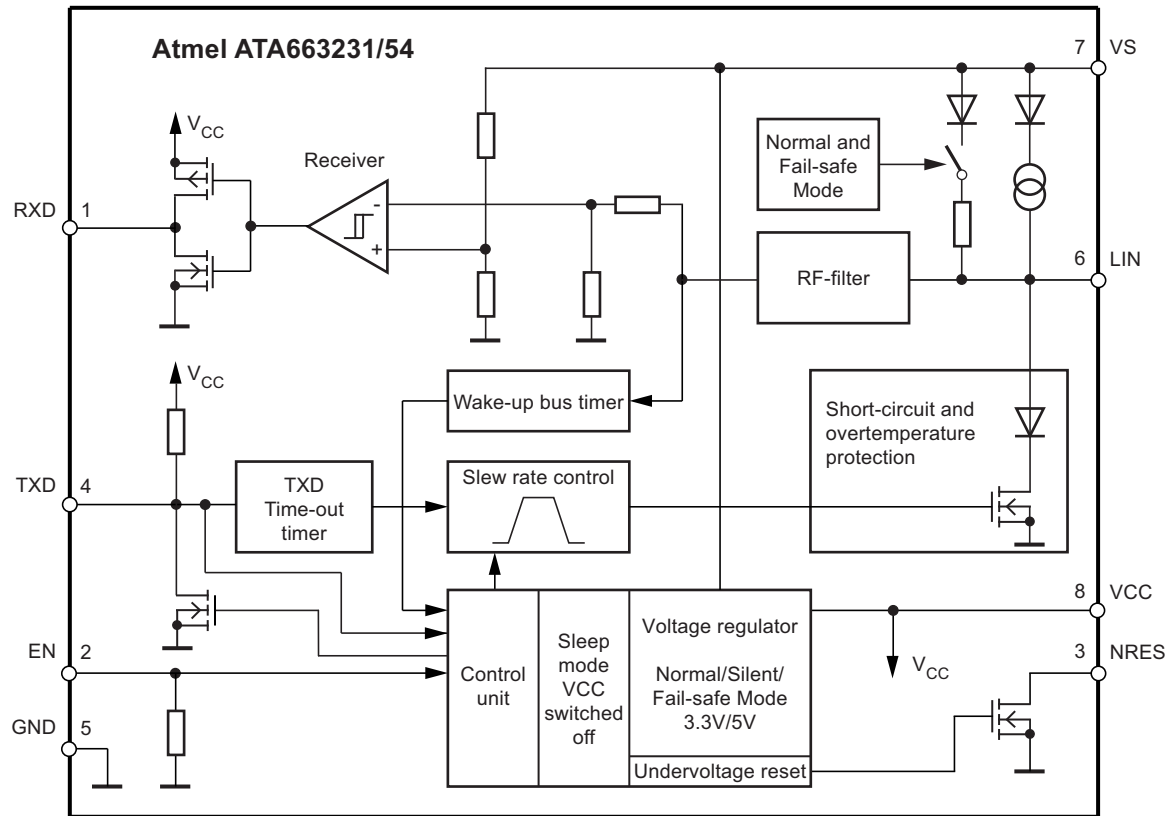 Atmel ATA663231/54
7
VS
VCC
Receiver
Normal and
Fail-safe
Mode
RXD
1
-
+
6
LIN
RF-filter
VCC
Wake-up bus timer
Short-circuit and
overtemperature
protection
TXD
4
TXD
Time-out
timer
Slew rate control
8
VCC
EN
2
Control
unit
Sleep
mode
VCC
switched
off
Voltage regulator
Normal/Silent/
Fail-safe Mode
3.3V/5V
VCC
3
NRES
GND
5
Undervoltage reset